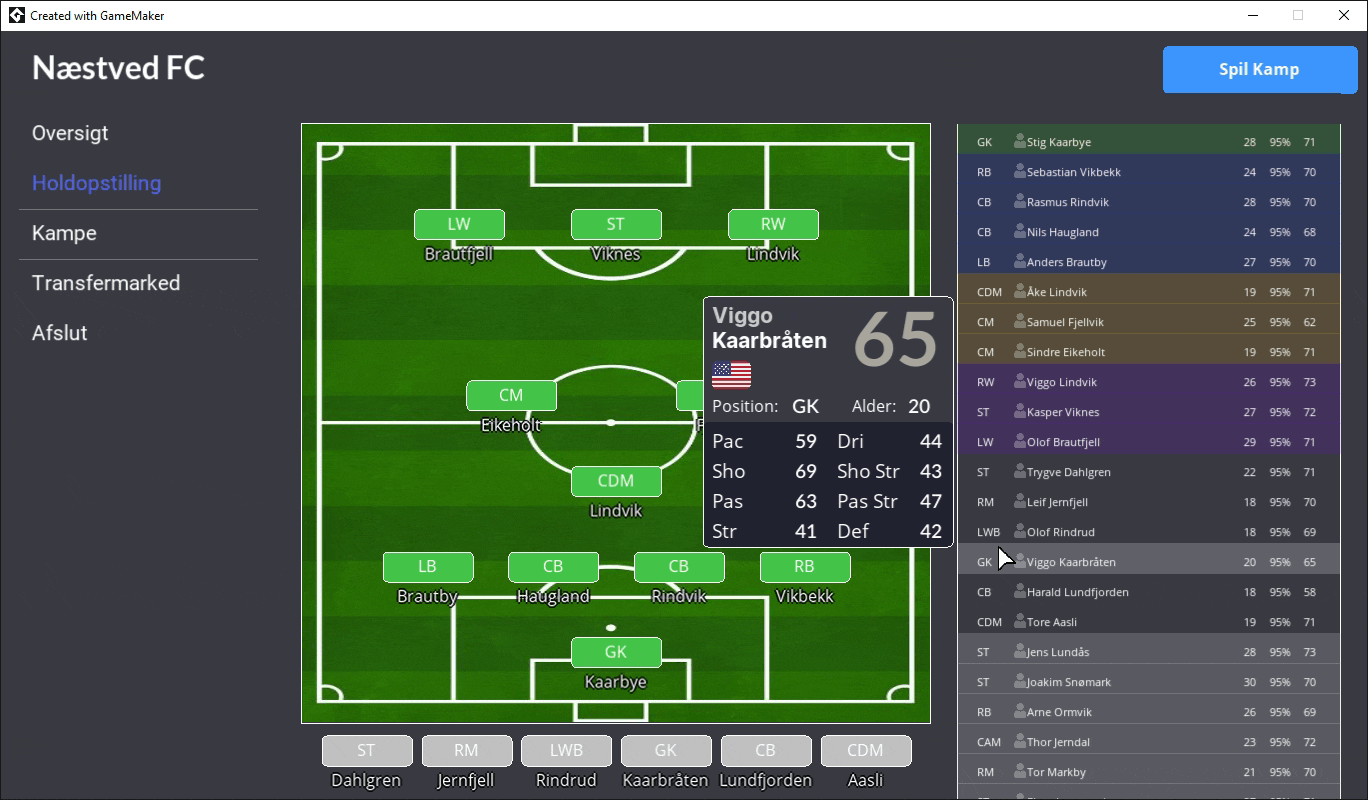 Created with GameMaker
Næstved FC
Spil Kamp
Oversigt
Holdopstilling
Kampe
Transfermarked
Afslut
LW
Brautfjell
ST
Viknes
RW
Lindvik
CM
Eikeholt
CDM
Lindvik
LB
Brautby
CB
Haugland
CB
Rindvik
RB
Vikbekk
GK
Kaarbye
ST
Dahlgren
RM
Jernfjell
LWB
Rindrud
GK
Kaarbråten
CB
Lundfjorden
CDM
Aasli
Viggo
Kaarbråten
65
Position: GK Alder: 20
Pac 59 Dri 44
Sho 69 Sho Str 43
Pas 63 Pas Str 47
Str 41 Def 42
GK Stig Kaarbye 28 95% 71
RB Sebastian Vikbekk 24 95% 70
CB Rasmus Rindvik 28 95% 70
CB Nils Haugland 24 95% 68
LB Anders Brautby 27 95% 70
CDM Åke Lindvik 19 95% 71
CM Samuel Fjellvik 25 95% 62
CM Sindre Eikeholt 19 95% 71
RW Viggo Lindvik 26 95% 73
ST Kasper Viknes 27 95% 72
LW Olof Brautfjell 29 95% 71
ST Trygve Dahlgren 22 95% 71
RM Leif Jernfjell 18 95% 70
LWB Olof Rindrud 18 95% 69
GK Viggo Kaarbråten 20 95% 65
CB Harald Lundfjorden 18 95% 58
CDM Tore Aasli 19 95% 71
ST Jens Lundås 28 95% 73
ST Joakim Snømark 30 95% 70
RB Arne Ormvik 26 95% 69
CAM Thor Jerndal 23 95% 72
RM Tor Markby 21 95% 70